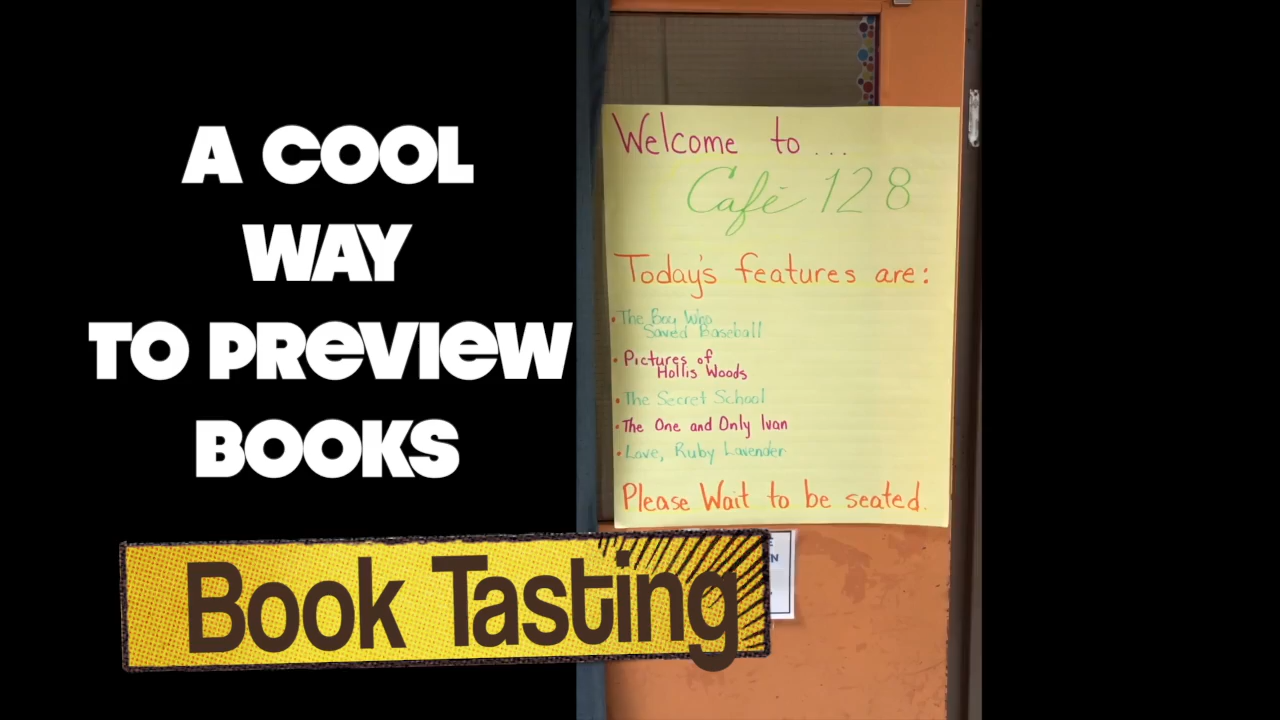 A COOL
WAY
TO PREVIEW
BOOKS
Book Tasting
Welcome to...
Café 128
Today's features are:
• The Boy Who
Saved Baseball
• Pictures of
Hollis Woods
• The Secret School
• The One and Only Ivan
• Love, Ruby Lavender
Please Wait to be seated.